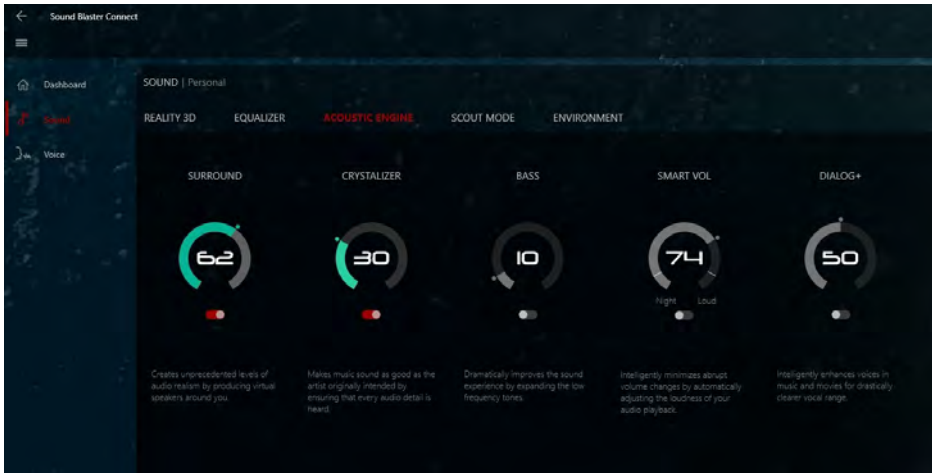 Sound Blaster Connect
Dashboard
Sound
Voice
SOUND | Personal
REALITY 3D EQUALIZER ACOUSTIC ENGINE SCOUT MODE ENVIRONMENT
SURROUND
62
Creates unprecedented levels of
audio realism by producing virtual
speakers around you.
CRYSTALIZER
30
Makes music sound as good as the
artist originally intended by
ensuring that every audio detail is
heard.
BASS
10
Dramatically improves the sound
experience by expanding the low
frequency tones.
SMART VOL
74
Night Loud
Intelligently minimizes abrupt
volume changes by automatically
adjusting the loudness of your
audio playback.
DIALOG+
50
Intelligently enhances voices in
music and movies for drastically
clearer vocal range.